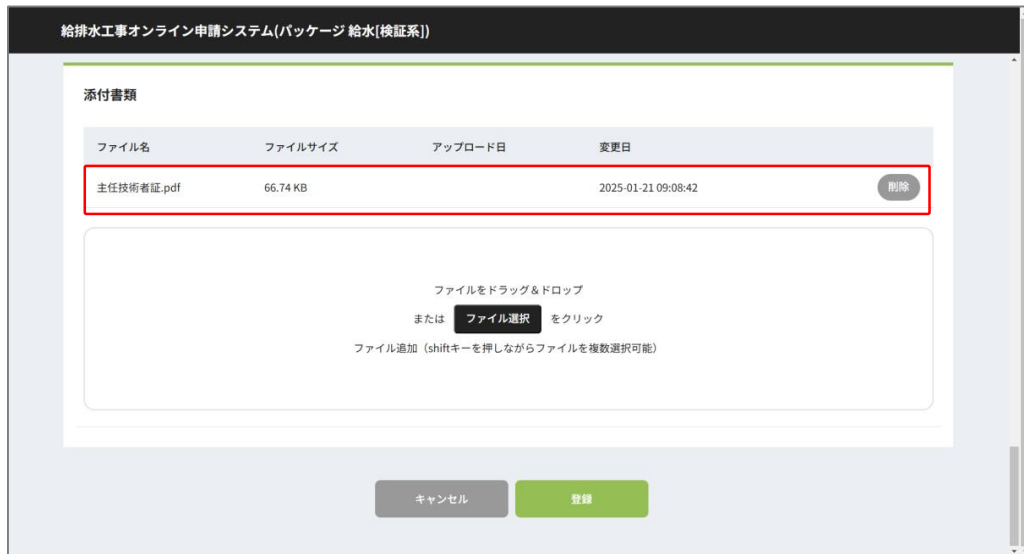 給排水工事オンライン申請システム(パッケージ 給水[検証系])
添付書類
ファイル名 ファイルサイズ アップロード日 変更日
主任技術者証.pdf 66.74 KB 2025-01-21 09:08:42 削除
ファイルをドラッグ＆ドロップ
または ファイル選択 をクリック
ファイル追加（shiftキーを押しながらファイルを複数選択可能）
キャンセル 登録